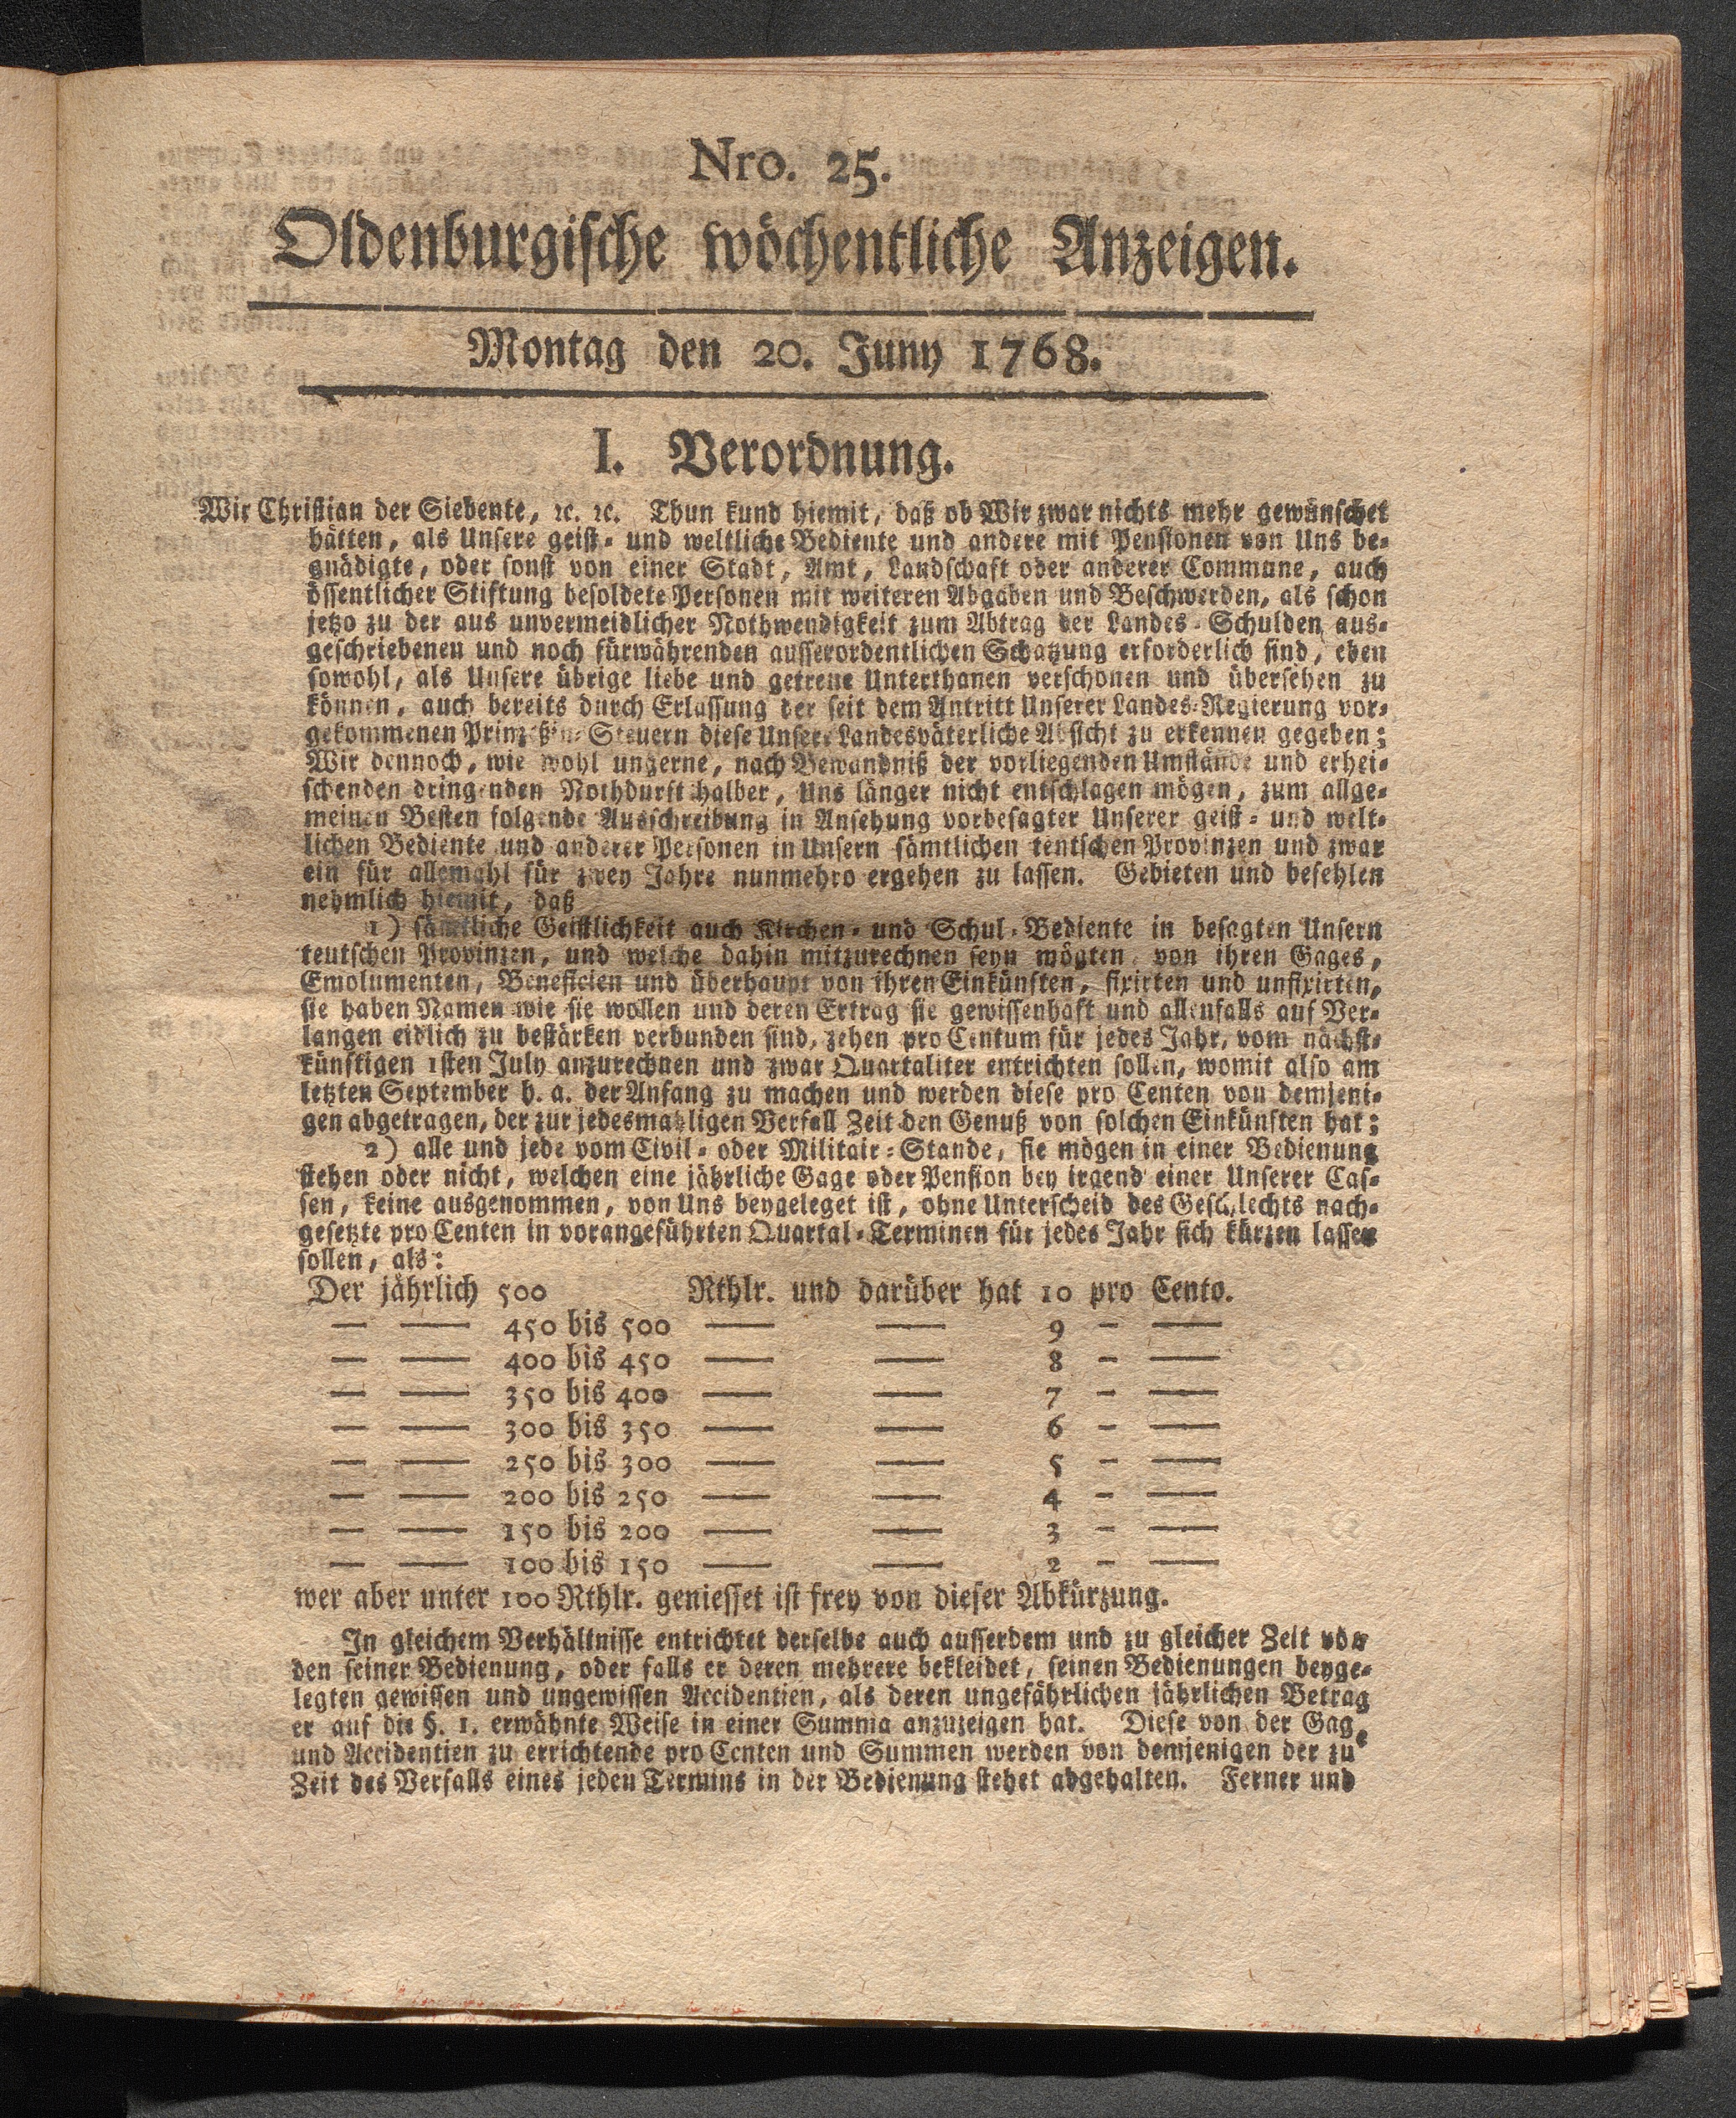 Nro. 25.
Oldenburgische wöchentliche Anzeigen.
Montag den 20. Juny 1768.
I. Verordnung.
Wir Christian der Siebente, ꝛc. ꝛc. Thun kund hiemit, daß ob Wir zwar nichts mehr gewünschet
hätten, als Unsere geist- und weltliche Bediente und andere mit Pensionen von Uns be-
gnädigte, oder sonst von einer Stadt, Amt, Landschaft oder anderer Commune, auch
öffentlicher Stiftung besoldete Personen mit weiteren Abgaben und Beschwerden, als schon
jetzo zu der aus unvermeidlicher Nothwendigkeit zum Abtrag der Landes-Schulden aus-
geschriebenen und noch fürwährenden ausserordentlichen Schatzung erforderlich sind, eben
sowohl, als Unsere übrige liebe und getreue Unterthanen verschonen und übersehen zu
können, auch bereits durch Erlassung der seit dem Antritt Unserer Landes-Regierung vor-
gekommenen Prinzeßin-Steuern diese Unsere Landesväterliche Absicht zu erkennen gegeben;
Wir dennoch, wie wohl ungerne, nach Bewandniß der vorliegenden Umstände und erhei-
schenden dringenden Nothdurft halber, Uns länger nicht entschlagen mögen, zum allge-
meinen Besten folgende Ausschreibung in Ansehung vorbesagter Unserer geist- und welt-
lichen Bediente und anderer Personen in Unsern sämtlichen teutschen Provinzen und zwar
ein für allemahl für zwey Jahre nunmehro ergehen zu lassen. Gebieten und befehlen
nehmlich hiemit, daß
1) sämtliche Geistlichkeit auch Kirchen- und Schul-Bediente in besagten Unsern
teutschen Provinzen, und welche dahin mitzurechnen seyn mögten, von ihren Gages,
Emolumenten, Beneficien und überhaupt von ihren Einkünften, fixirten und unfixirten,
sie haben Namen wie sie wollen und deren Ertrag sie gewissenhaft und allenfalls auf Ver-
langen eidlich zu bestärken verbunden sind, zehen pro Centum für jedes Jahr, vom nächst-
künftigen 1sten July anzurechnen und zwar Quartaliter entrichten sollen, womit also am
letzten September h. a. der Anfang zu machen und werden diese pro Centen von demjeni-
gen abgetragen, der zur jedesmahligen Verfall Zeit den Genuß von solchen Einkünften hat;
2) alle und jede vom Civil- oder Militair-Stande, sie mögen in einer Bedienung
stehen oder nicht, welchen eine jährliche Gage oder Pension bey irgend einer Unserer Cas-
sen, keine ausgenommen, von Uns beygeleget ist, ohne Unterscheid des Geschlechts nach-
gesetzte pro Centen in vorangeführten Quartal-Terminen für jedes Jahr sich kürzen lassen
sollen, als:
Der jährlich 500 Rthlr. und darüber hat 10 pro Cento.
— — 450 bis 500 — — 9 - —
— — 400 bis 450 — — 8 - —
— — 350 bis 400 — — 7 - —
— — 300 bis 350 — — 6 - —
— — 250 bis 300 — — 5 - —
— — 200 bis 250 — — 4 - —
— — 150 bis 200 — — 3 - —
— — 100 bis 150 — — 2 - —
wer aber unter 100 Rthlr. geniesset ist frey von dieser Abkürzung.
In gleichem Verhältnisse entrichtet derselbe auch ausserdem und zu gleicher Zeit von
den seiner Bedienung, oder falls er deren mehrere bekleidet, seinen Bedienungen beyge-
legten gewissen und ungewissen Accidentien, als deren ungefährlichen jährlichen Betrag
er auf die §. 1. erwähnte Weise in einer Summa anzuzeigen hat. Diese von der Gage
und Accidentien zu errichtende pro Centen und Summen werden von demjenigen der zu
Zeit des Verfalls eines jeden Termins in der Bedienung stehet abgehalten. Ferner und